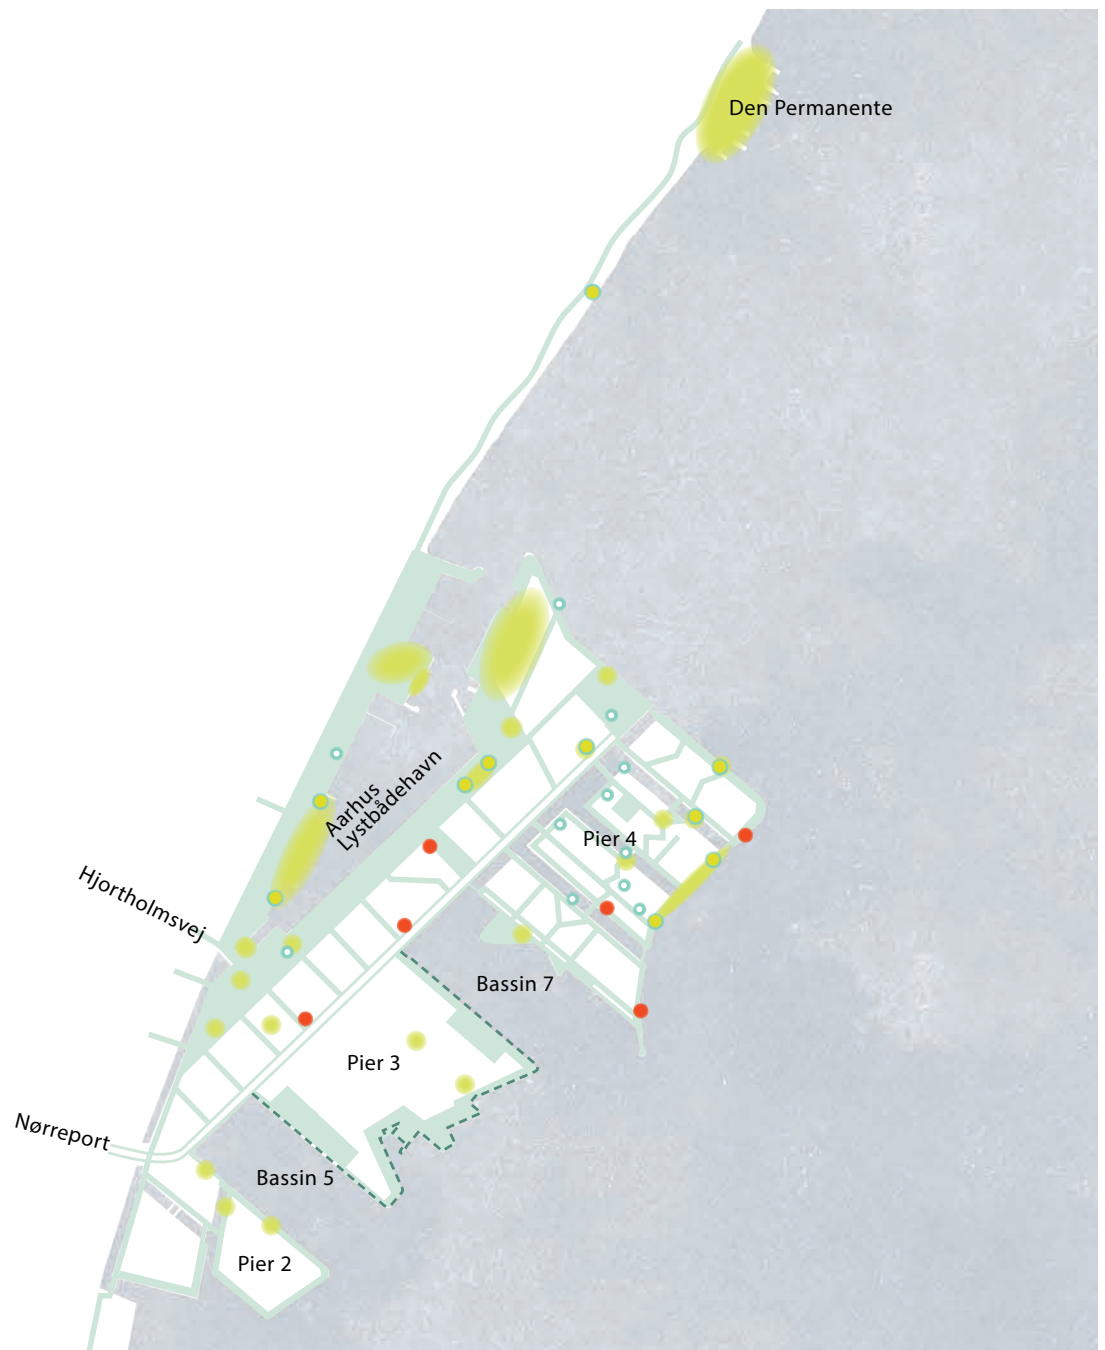 Den Permanente
Aarhus
Lystbådehavn
Pier 4
Hjortholmsvej
Bassin 7
Pier 3
Nørreport
Bassin 5
Pier 2